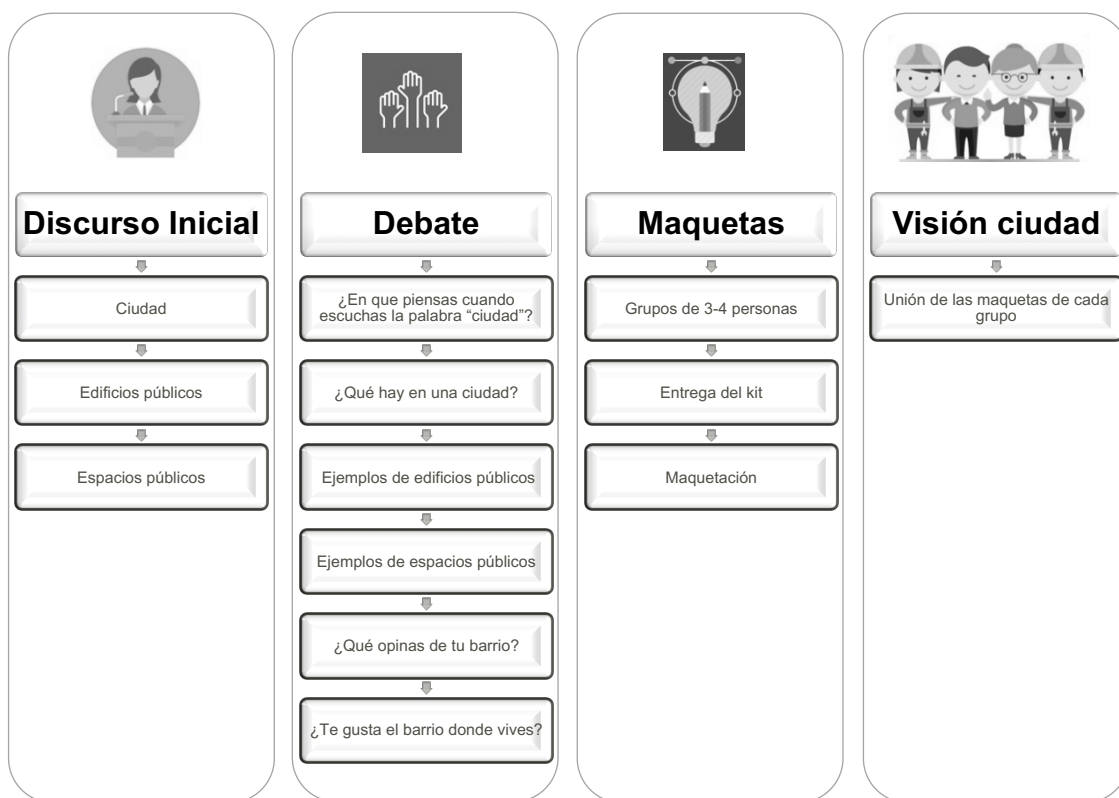 Discurso Inicial
Ciudad
Edificios públicos
Espacios públicos
Debate
¿En que piensas cuando
escuchas la palabra “ciudad”?
¿Qué hay en una ciudad?
Ejemplos de edificios públicos
Ejemplos de espacios públicos
¿Qué opinas de tu barrio?
¿Te gusta el barrio donde vives?
Maquetas
Grupos de 3-4 personas
Entrega del kit
Maquetación
Visión ciudad
Unión de las maquetas de cada
grupo